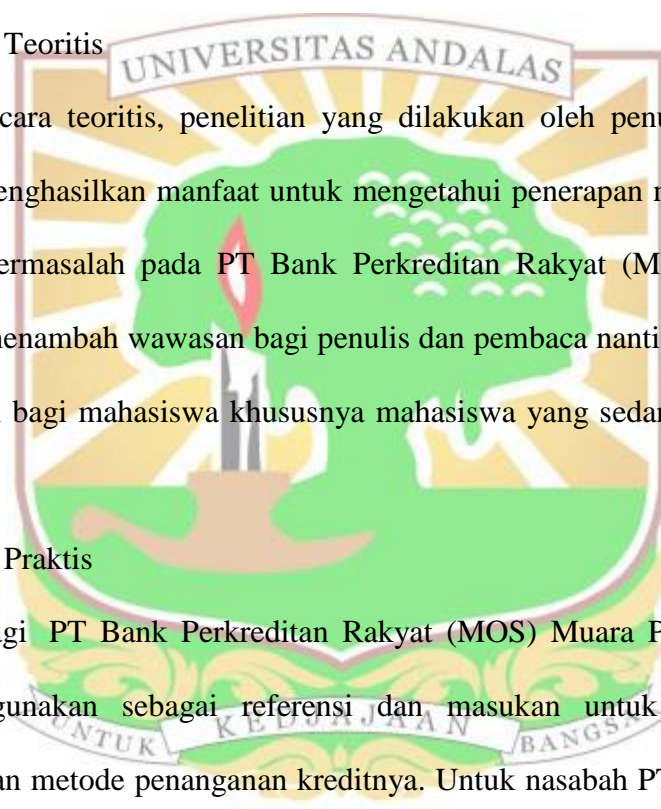 Teoritis
UNIVERSITAS ANDALAS
cara teoritis, penelitian yang dilakukan oleh penu
enghasilkan manfaat untuk mengetahui penerapan
ermasalah pada PT Bank Perkreditan Rakyat (M
enambah wawasan bagi penulis dan pembaca nanti
bagi mahasiswa khususnya mahasiswa yang sedar
Praktis
agi PT Bank Perkreditan Rakyat (MOS) Muara P
gunakan sebagai referensi dan masukan untuk
UNTUK KEDJAJAAN BANGSA
an metode penanganan kreditnya. Untuk nasabah PT